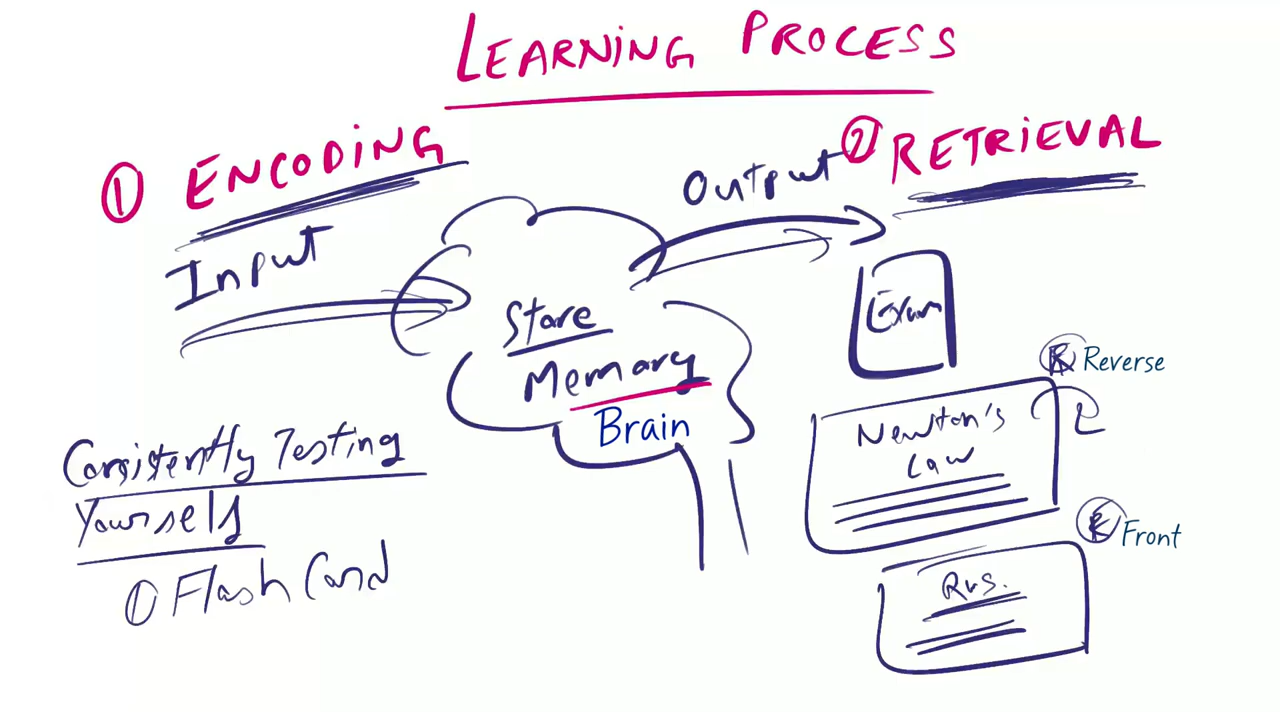 LEARNING PROCESS
① ENCODING
Input
Output
② RETRIEVAL
Store
Memory
Brain
Exam
Reverse
Newton's
Law
Front
Qus.
Consistently Testing
Yourself
① Flash Card